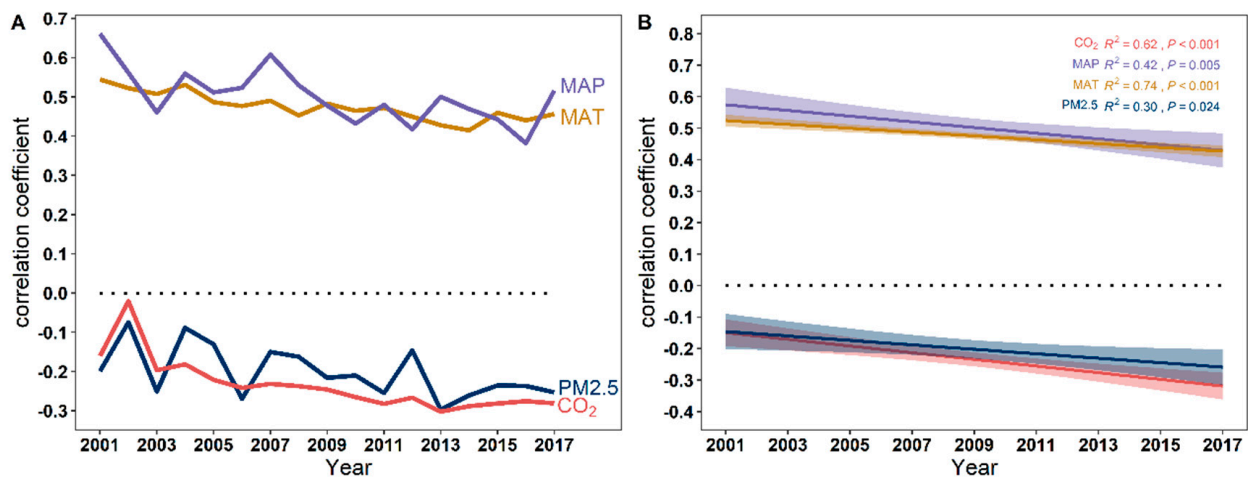 A
0.7
0.6
0.5
0.4
0.3
0.2
0.1
0.0
-0.1
-0.2
-0.3
correlation coefficient
MAP
MAT
PM2.5
CO₂
2001 2003 2005 2007 2009 2011 2013 2015 2017
Year
B
0.8
0.7
0.6
0.5
0.4
0.3
0.2
0.1
0.0
-0.1
-0.2
-0.3
-0.4
correlation coefficient
CO₂ R² = 0.62 , P < 0.001
MAP R² = 0.42 , P = 0.005
MAT R² = 0.74 , P < 0.001
PM2.5 R² = 0.30 , P = 0.024
2001 2003 2005 2007 2009 2011 2013 2015 2017
Year